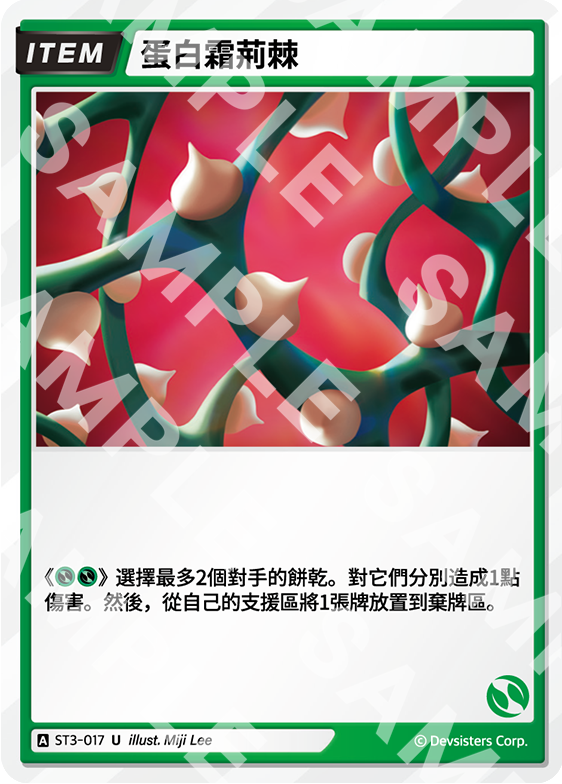 ITEM 蛋白霜荊棘
《》選擇最多2個對手的餅乾。對它們分別造成1點
傷害。然後，從自己的支援區將1張牌放置到棄牌區。
A ST3-017 U illust. Miji Lee
© Devsisters Corp.
SAMPLE SAMPLE SAMPLE